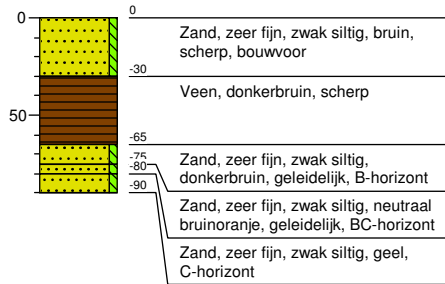 0
0
Zand, zeer fijn, zwak siltig, bruin,
scherp, bouwvoor
-30
Veen, donkerbruin, scherp
50
-65
Zand, zeer fijn, zwak siltig,
donkerbruin, geleidelijk, B-horizont
-75
-80
Zand, zeer fijn, zwak siltig, neutraal
bruinoranje, geleidelijk, BC-horizont
-90
Zand, zeer fijn, zwak siltig, geel,
C-horizont